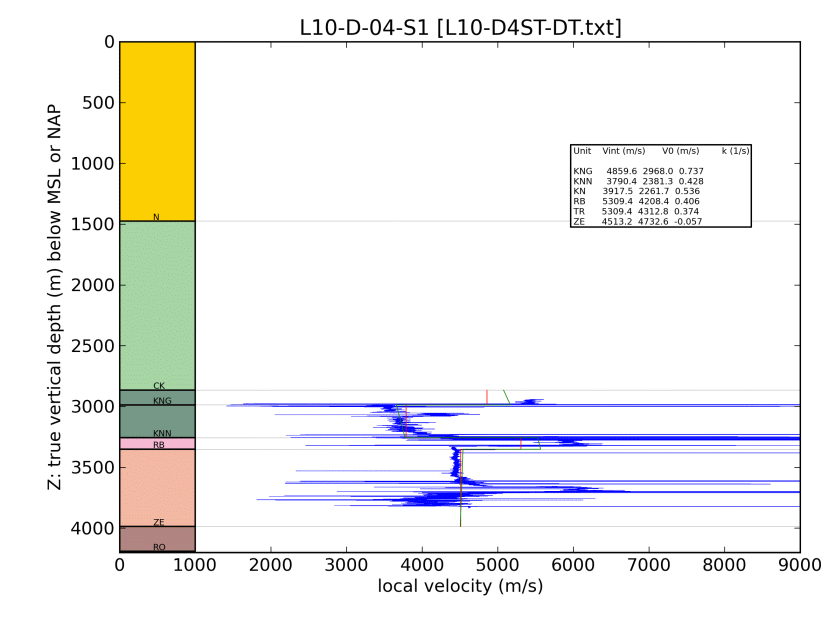 L10-D-04-S1 [L10-D4ST-DT.txt]
Z: true vertical depth (m) below MSL or NAP
0
500
1000
1500
2000
2500
3000
3500
4000
N
CK
KNG
KNN
RB
ZE
RO
Unit Vint (m/s) V0 (m/s) k (1/s)
KNG 4859.6 2968.0 0.737
KNN 3790.4 2381.3 0.428
KN 3917.5 2261.7 0.536
RB 5309.4 4208.4 0.406
TR 5309.4 4312.8 0.374
ZE 4513.2 4732.6 -0.057
0 1000 2000 3000 4000 5000 6000 7000 8000 9000
local velocity (m/s)